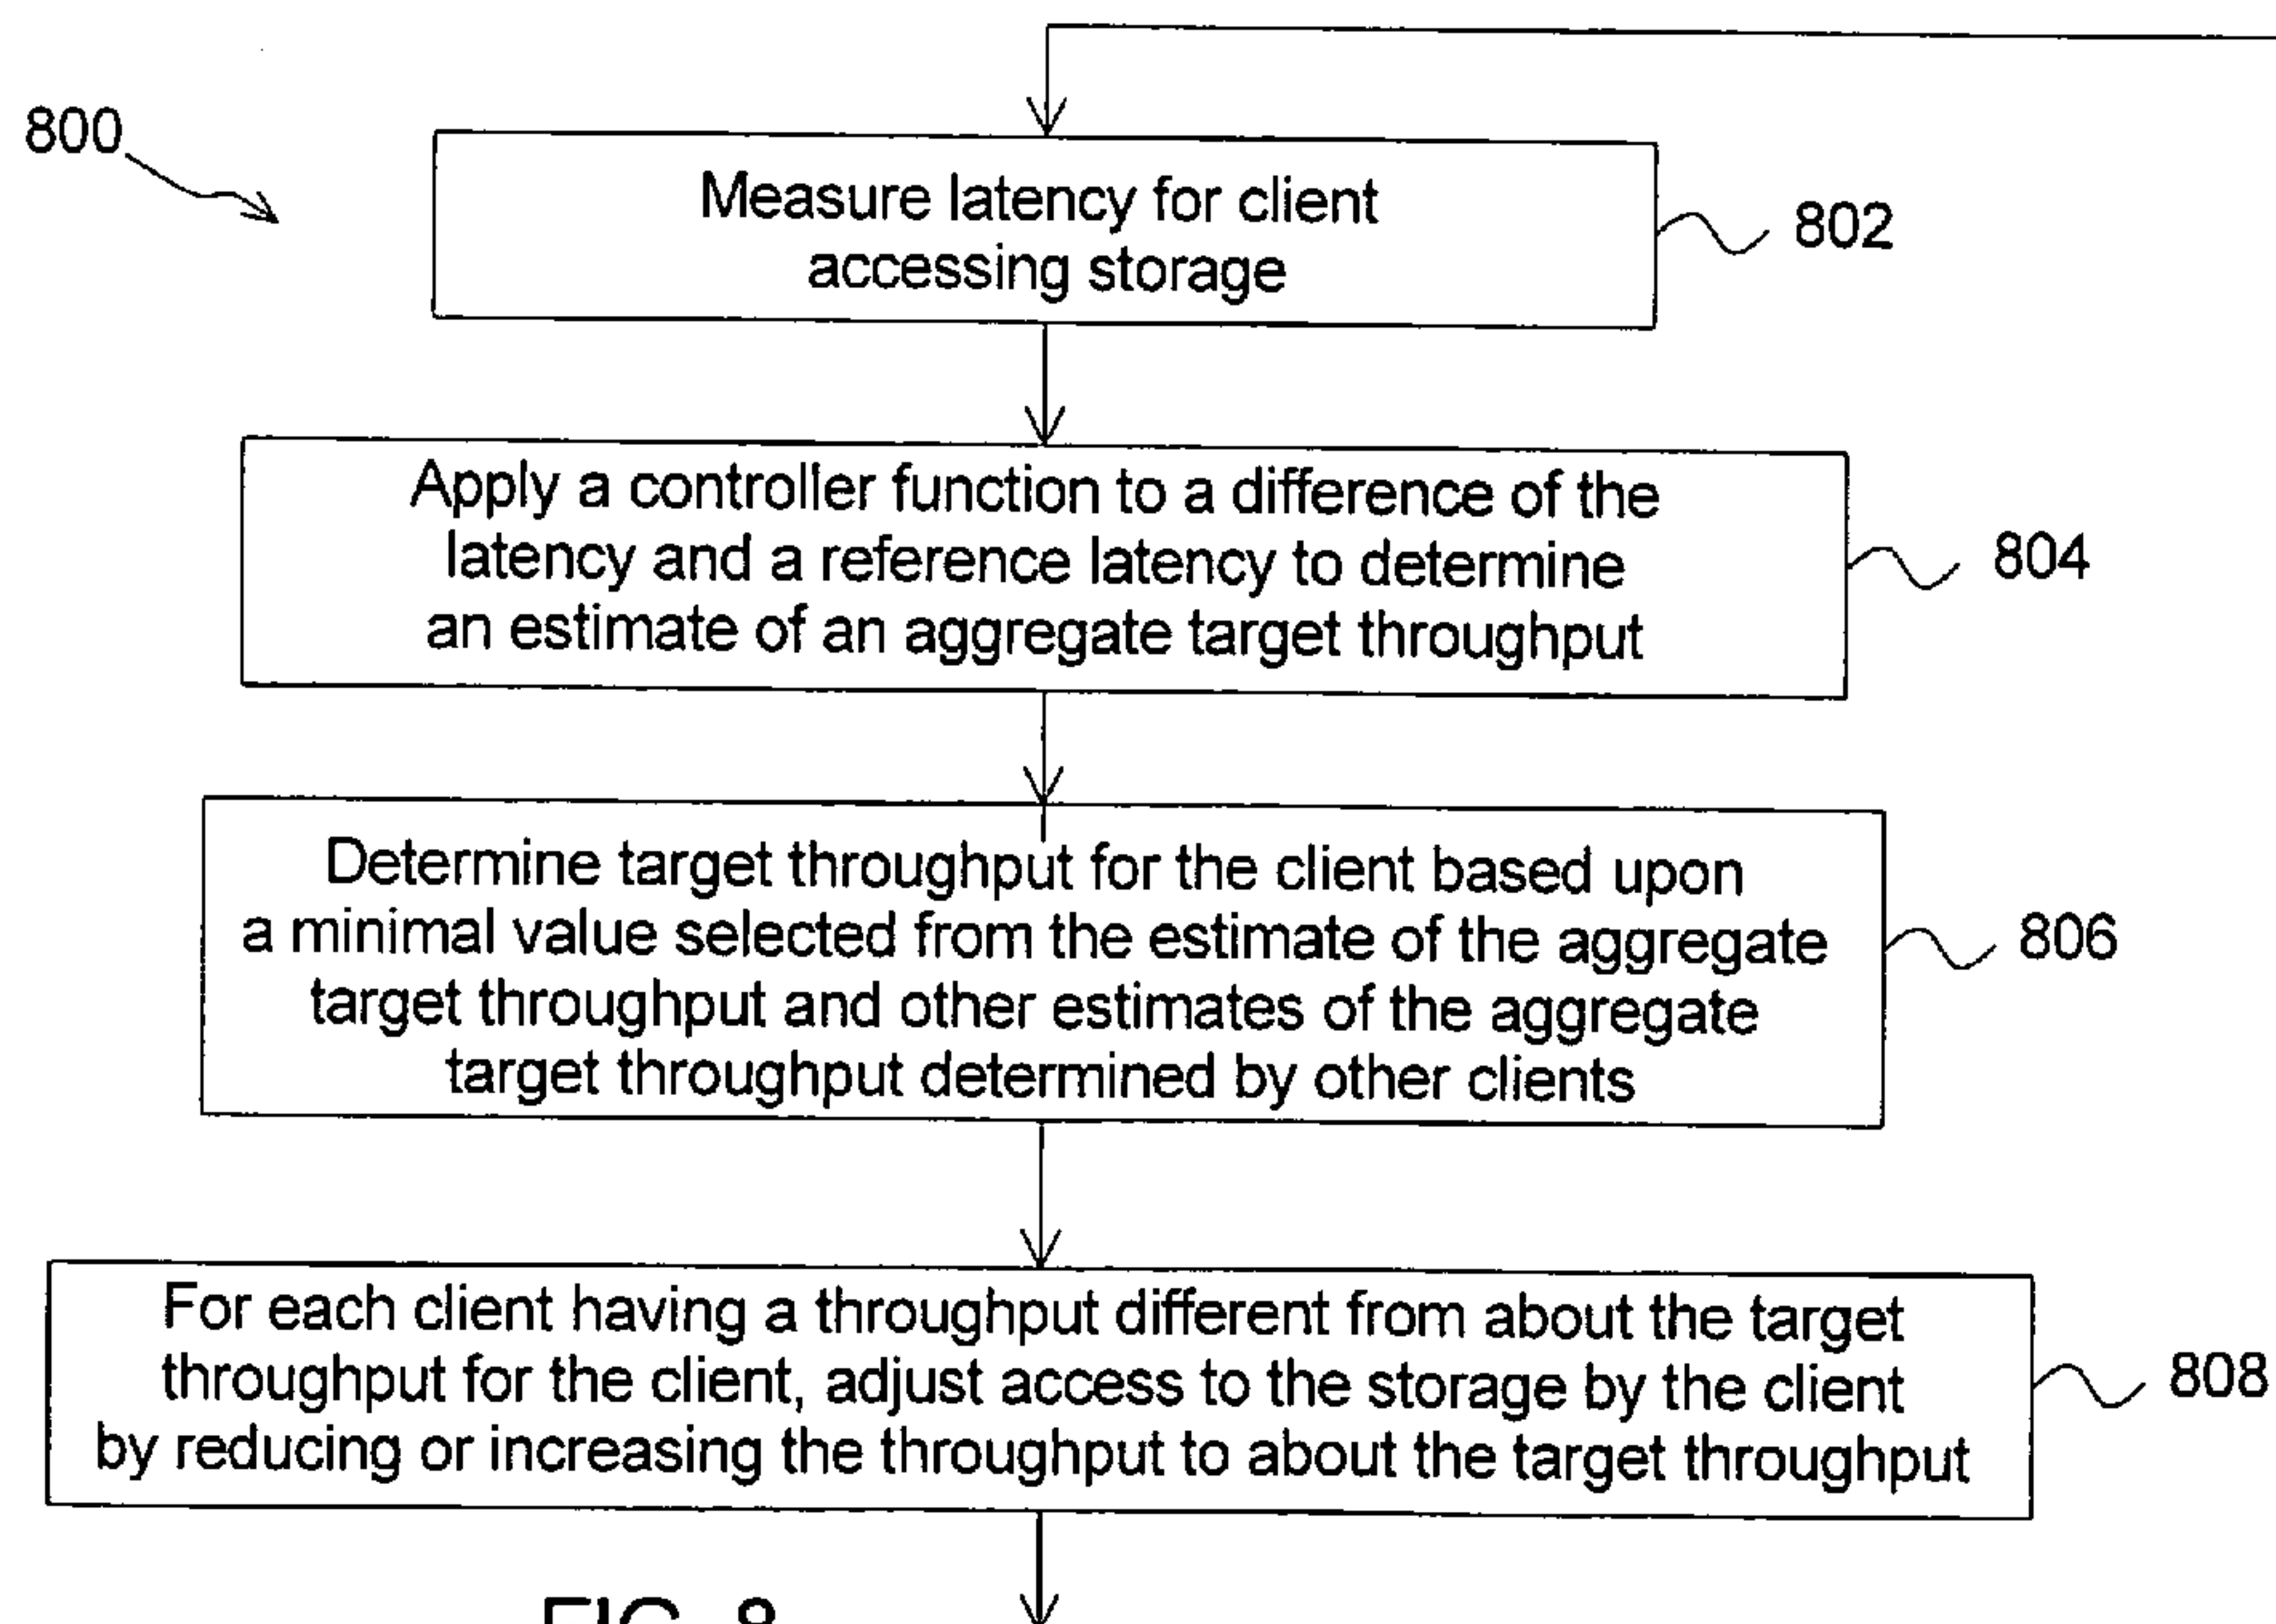 800
Measure latency for client
accessing storage
802
Apply a controller function to a difference of the
latency and a reference latency to determine
an estimate of an aggregate target throughput
804
Determine target throughput for the client based upon
a minimal value selected from the estimate of the aggregate
target throughput and other estimates of the aggregate
target throughput determined by other clients
806
For each client having a throughput different from about the target
throughput for the client, adjust access to the storage by the client
by reducing or increasing the throughput to about the target throughput
808
FIG. 8